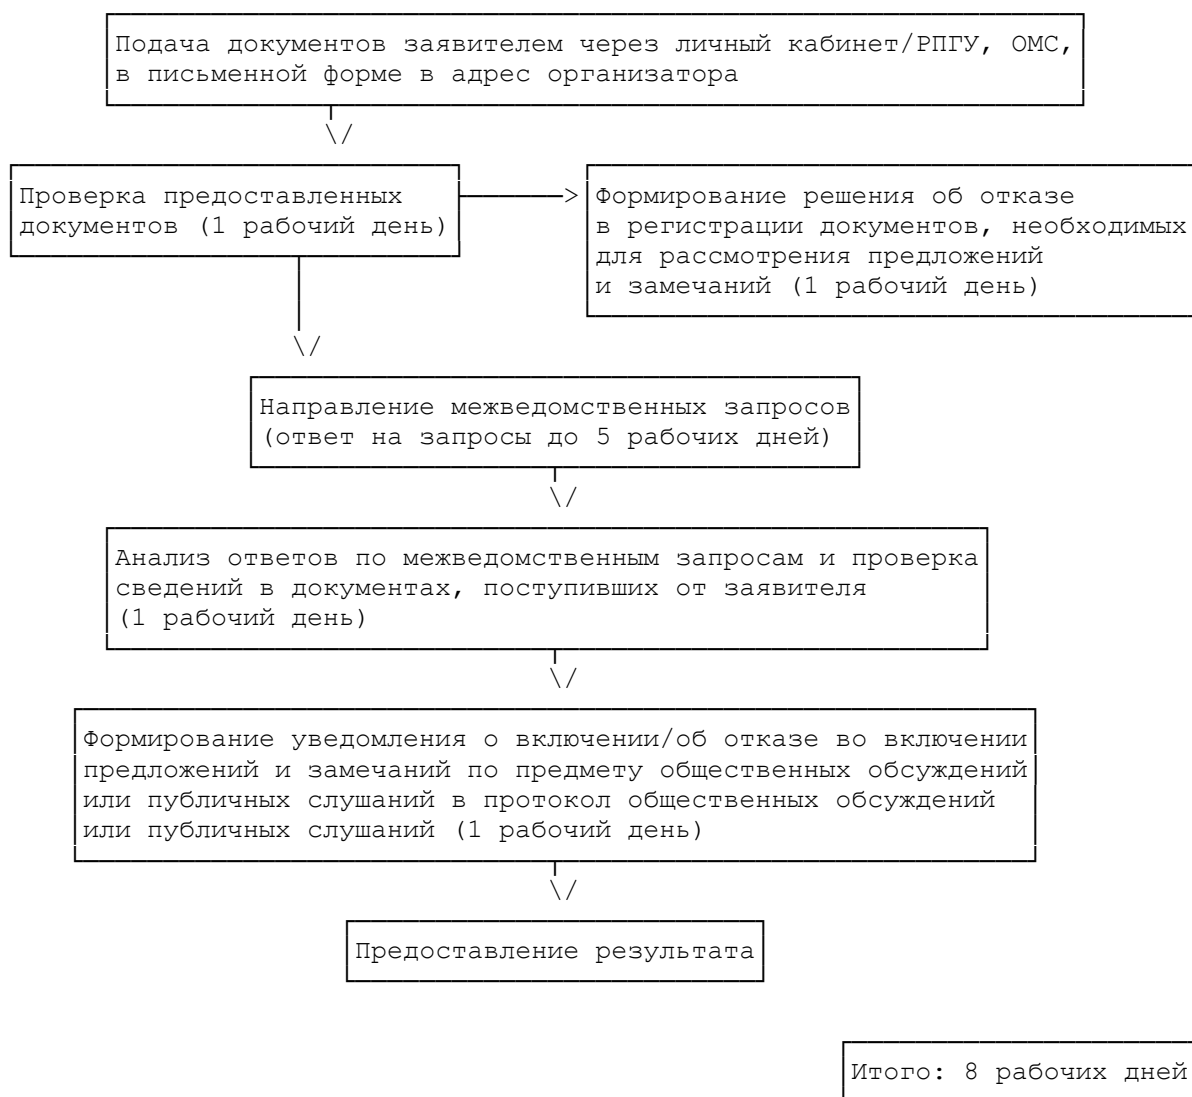 Подача документов заявителем через личный кабинет/РПГУ, ОМС,
в письменной форме в адрес организатора
Проверка предоставленных
документов (1 рабочий день)
Формирование решения об отказе
в регистрации документов, необходимых
для рассмотрения предложений
и замечаний (1 рабочий день)
Направление межведомственных запросов
(ответ на запросы до 5 рабочих дней)
Анализ ответов по межведомственным запросам и проверка
сведений в документах, поступивших от заявителя
(1 рабочий день)
Формирование уведомления о включении/об отказе во включении
предложений и замечаний по предмету общественных обсуждений
или публичных слушаний в протокол общественных обсуждений
или публичных слушаний (1 рабочий день)
Предоставление результата
Итого: 8 рабочих дней